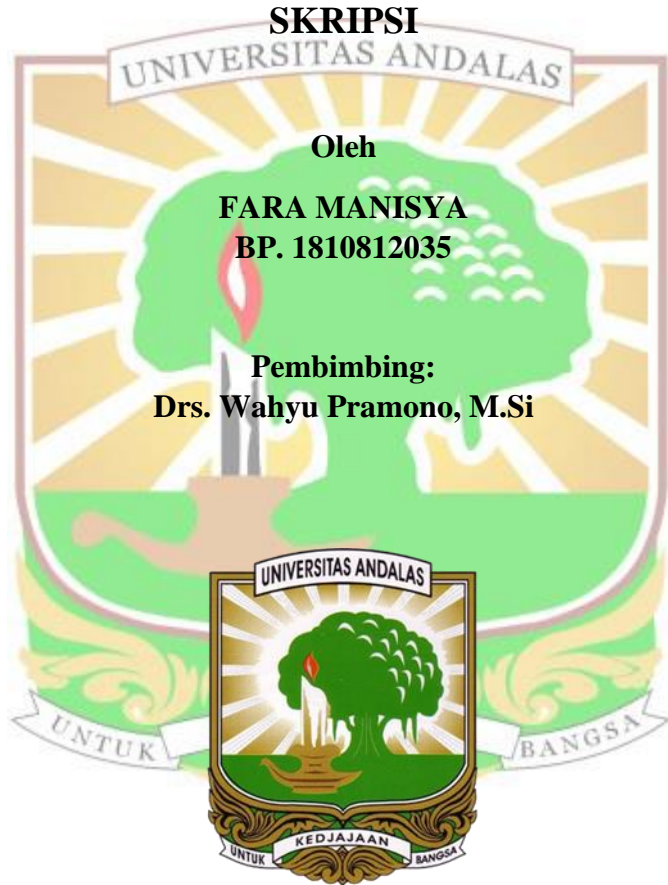 SKRIPSI
UNIVERSITAS ANDALAS
Oleh
FARA MANISYA
BP. 1810812035
Pembimbing:
Drs. Wahyu Pramono, M.Si
UNIVERSITAS ANDALAS
UNTUK BANGSA
UNTUK KEDJAJAAN BANGSA